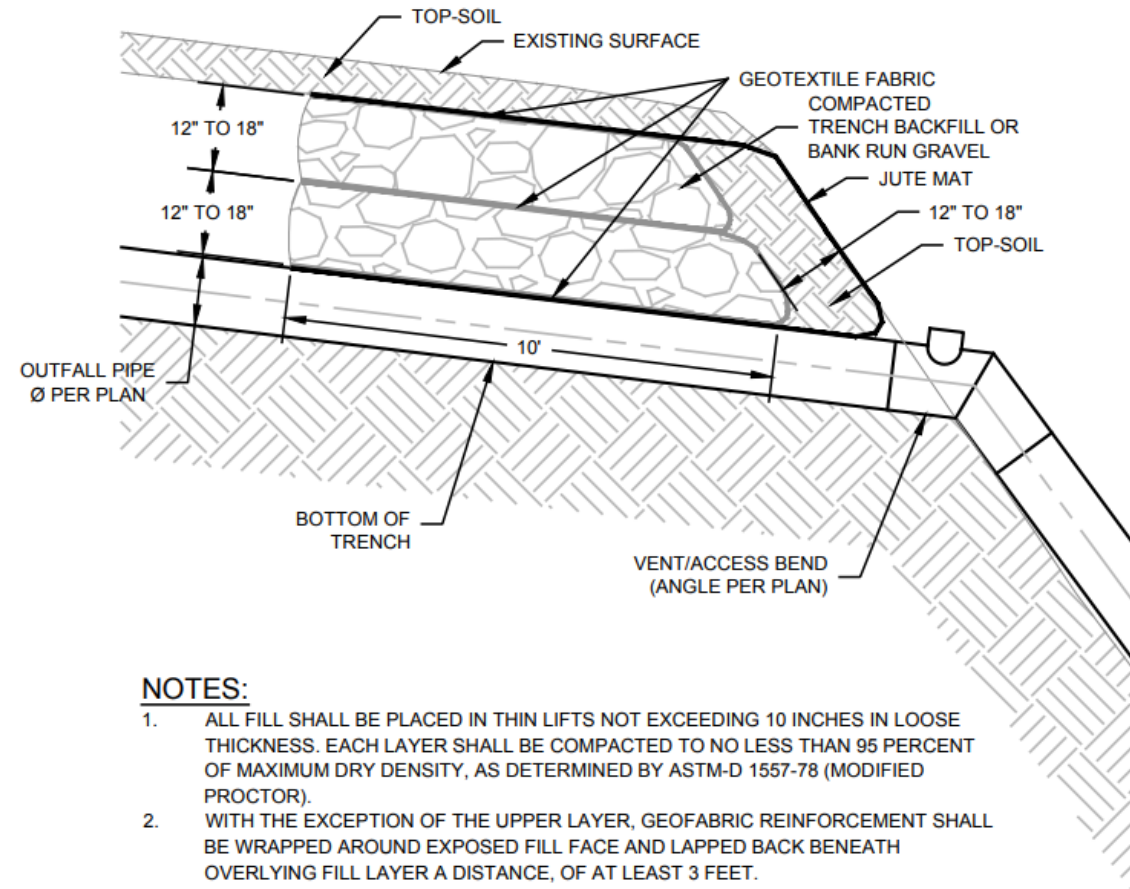 TOP-SOIL
EXISTING SURFACE
GEOTEXTILE FABRIC
COMPACTED
TRENCH BACKFILL OR
BANK RUN GRAVEL
JUTE MAT
12" TO 18"
TOP-SOIL
12" TO 18"
12" TO 18"
10'
OUTFALL PIPE
Ø PER PLAN
BOTTOM OF
TRENCH
VENT/ACCESS BEND
(ANGLE PER PLAN)
NOTES:
1. ALL FILL SHALL BE PLACED IN THIN LIFTS NOT EXCEEDING 10 INCHES IN LOOSE
THICKNESS. EACH LAYER SHALL BE COMPACTED TO NO LESS THAN 95 PERCENT
OF MAXIMUM DRY DENSITY, AS DETERMINED BY ASTM-D 1557-78 (MODIFIED
PROCTOR).
2. WITH THE EXCEPTION OF THE UPPER LAYER, GEOFABRIC REINFORCEMENT SHALL
BE WRAPPED AROUND EXPOSED FILL FACE AND LAPPED BACK BENEATH
OVERLYING FILL LAYER A DISTANCE, OF AT LEAST 3 FEET.